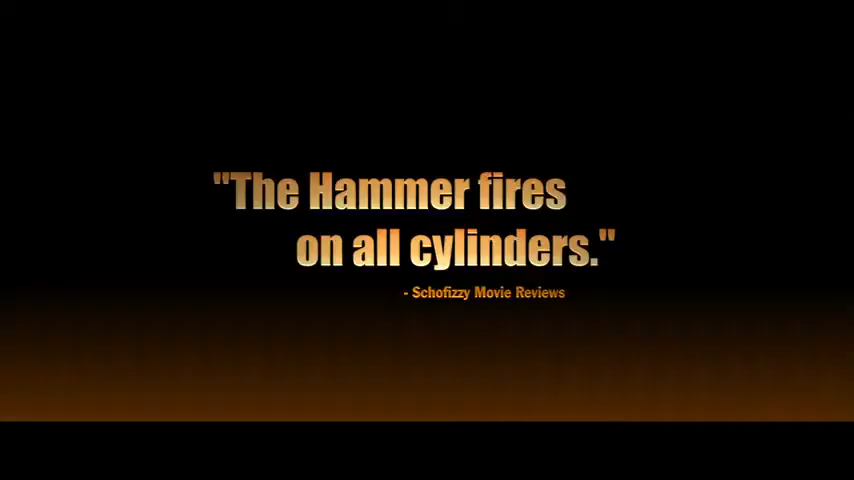 "The Hammer fires
on all cylinders."
- Schofizzy Movie Reviews